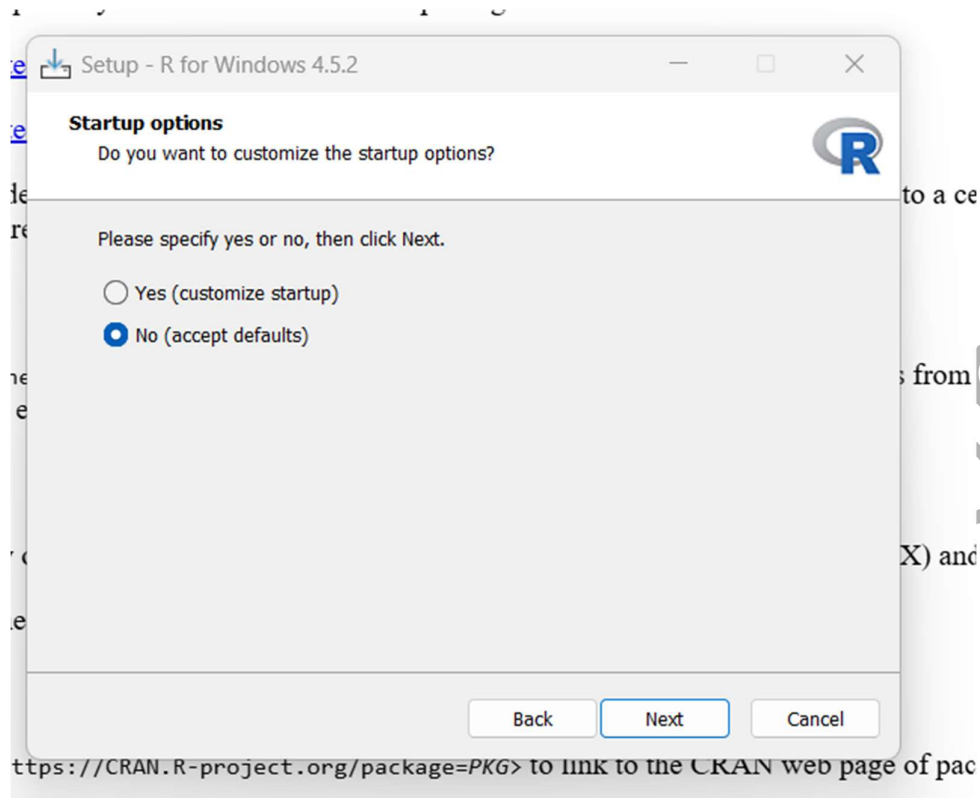 Setup - R for Windows 4.5.2
Startup options
Do you want to customize the startup options?
R
to a
Please specify yes or no, then click Next.
Yes (customize startup)
No (accept defaults)
from
X) and
Back
Next
Cancel
ttps://CRAN.R-project.org/package=PKG> to link to the CRAN web page of pac